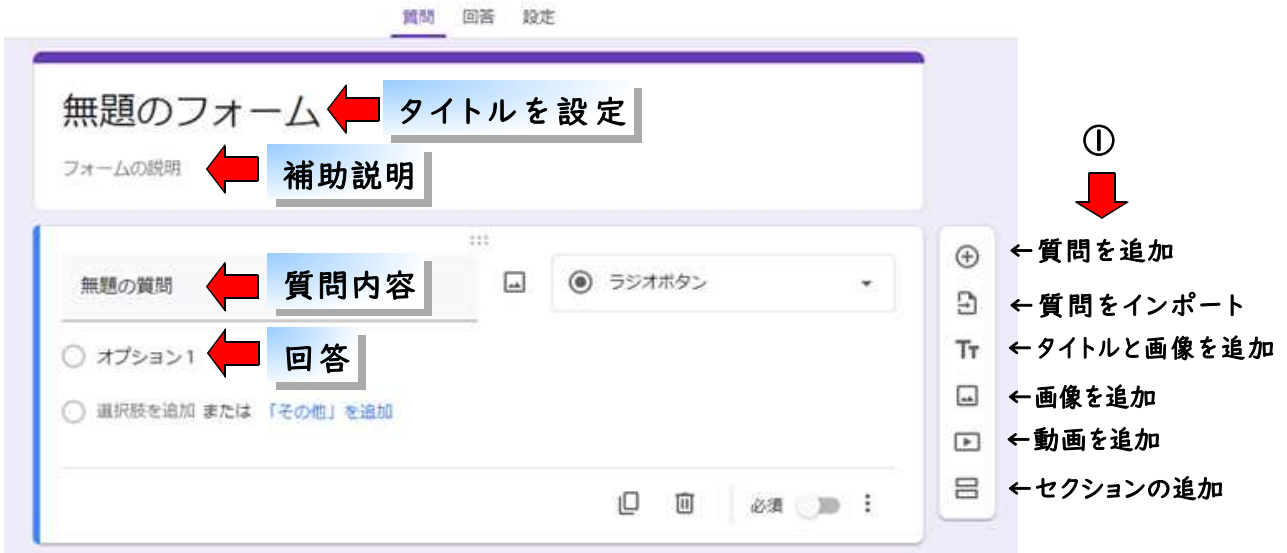 質問 回答 設定
無題のフォーム
タイトルを設定
フォームの説明
補助説明
①
無題の質問
質問内容
ラジオボタン
オプション1
回答
選択肢を追加 または 「その他」を追加
必須
←質問を追加
←質問をインポート
Tт ←タイトルと画像を追加
←画像を追加
←動画を追加
←セクションの追加